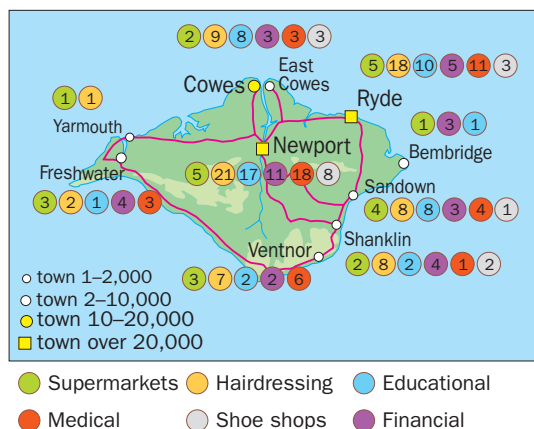 2 9 8 3 3 3
5 18 10 5 11 3
East
Cowes
Cowes
1 1
Ryde
Yarmouth
1 3 1
Newport
Bembridge
Freshwater
5 21 17 11 18 8
Sandown
3 2 1 4 3
4 8 8 3 4 1
Shanklin
Ventnor
2 8 2 4 1 2
3 7 2 2 6
town 1–2,000
town 2–10,000
town 10–20,000
town over 20,000
Supermarkets Hairdressing Educational
Medical Shoe shops Financial